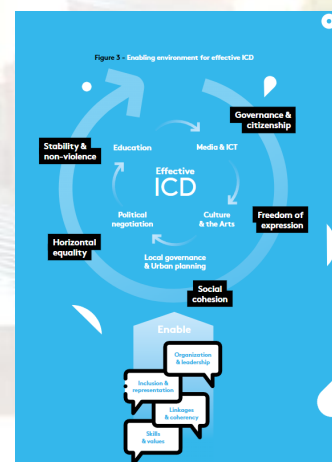 Figure 3 - Enabling environment for effective ICD
Governance &
citizenship
Stability &
non-violence
Education
Media & ICT
Effective
ICD
Political
negotiation
Culture
& the Arts
Freedom of
expression
Horizontal
equality
Local governance
& Urban planning
Social
cohesion
Enable
Organization
& leadership
Inclusion &
representation
Linkages
& coherency
Skills
& values